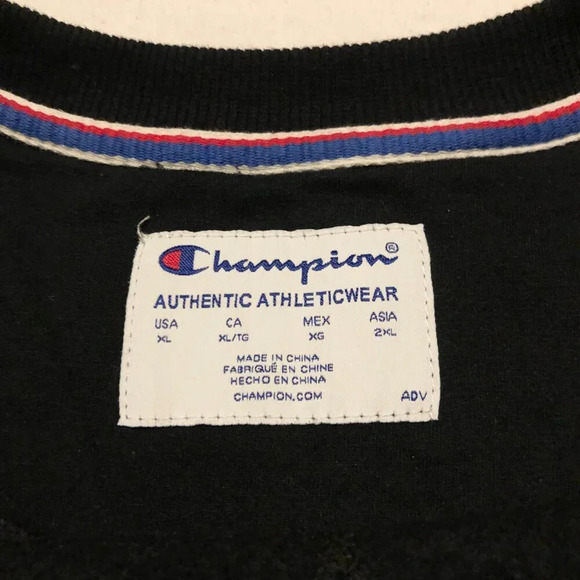 Champion®
AUTHENTIC ATHLETICWEAR
USA CA MEX ASIA
XL XL/TG XG 2XL
MADE IN CHINA
FABRIQUÉ EN CHINE
HECHO EN CHINA
CHAMPION.COM ADV